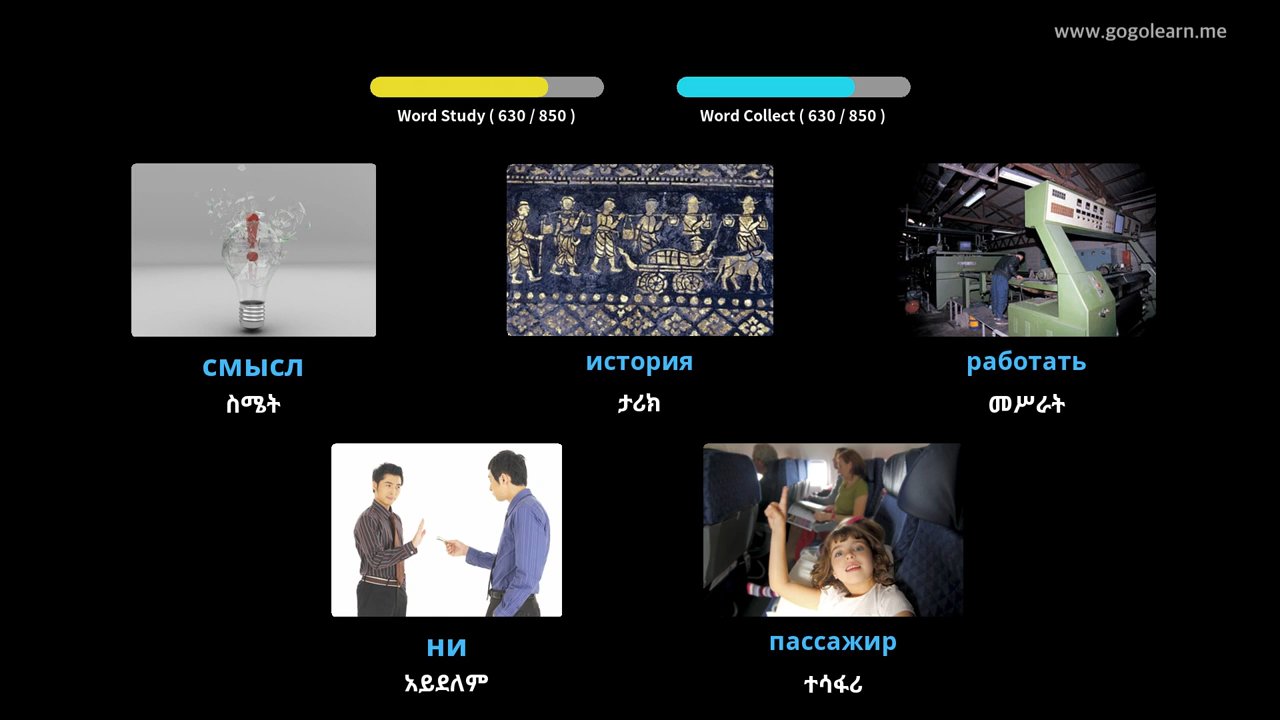 www.gogolearn.me
Word Study ( 630 / 850 )
Word Collect ( 630 / 850 )
смысл
ስሜት
история
ታሪክ
работать
መሥራት
ни
አይደለም
пассажир
ተሳፋሪ